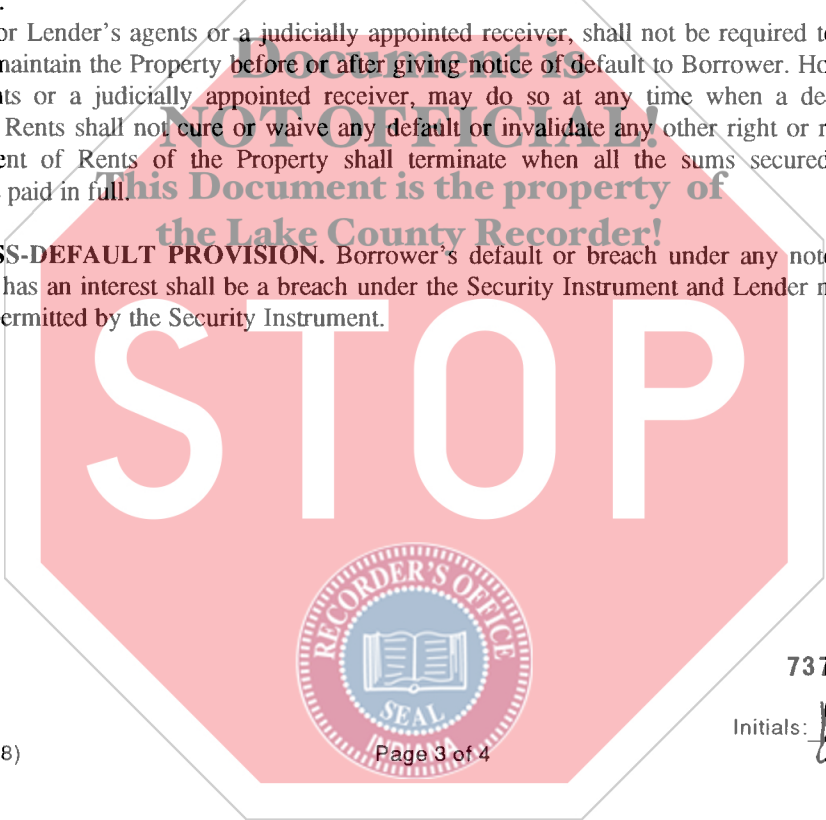 or Lender's agents or a judicially appointed receiver, shall not be required t
maintain the Property before or after giving notice of default to Borrower. Ho
Document is
ts or a judicially appointed receiver, may do so at any time when a de
Rents shall not cure or waive any default or invalidate any other right or r
NOT OFFICIAL!
ent of Rents of the Property shall terminate when all the sums secured
paid in full.
This Document is the property of
the Lake County Recorder!
SS-DEFAULT PROVISION. Borrower's default or breach under any note
has an interest shall be a breach under the Security Instrument and Lender m
ermitted by the Security Instrument.
STOP
RECORDER'S OFFICE
SEAL
INDIANA
737
Initials:
8)
Page 3 of 4